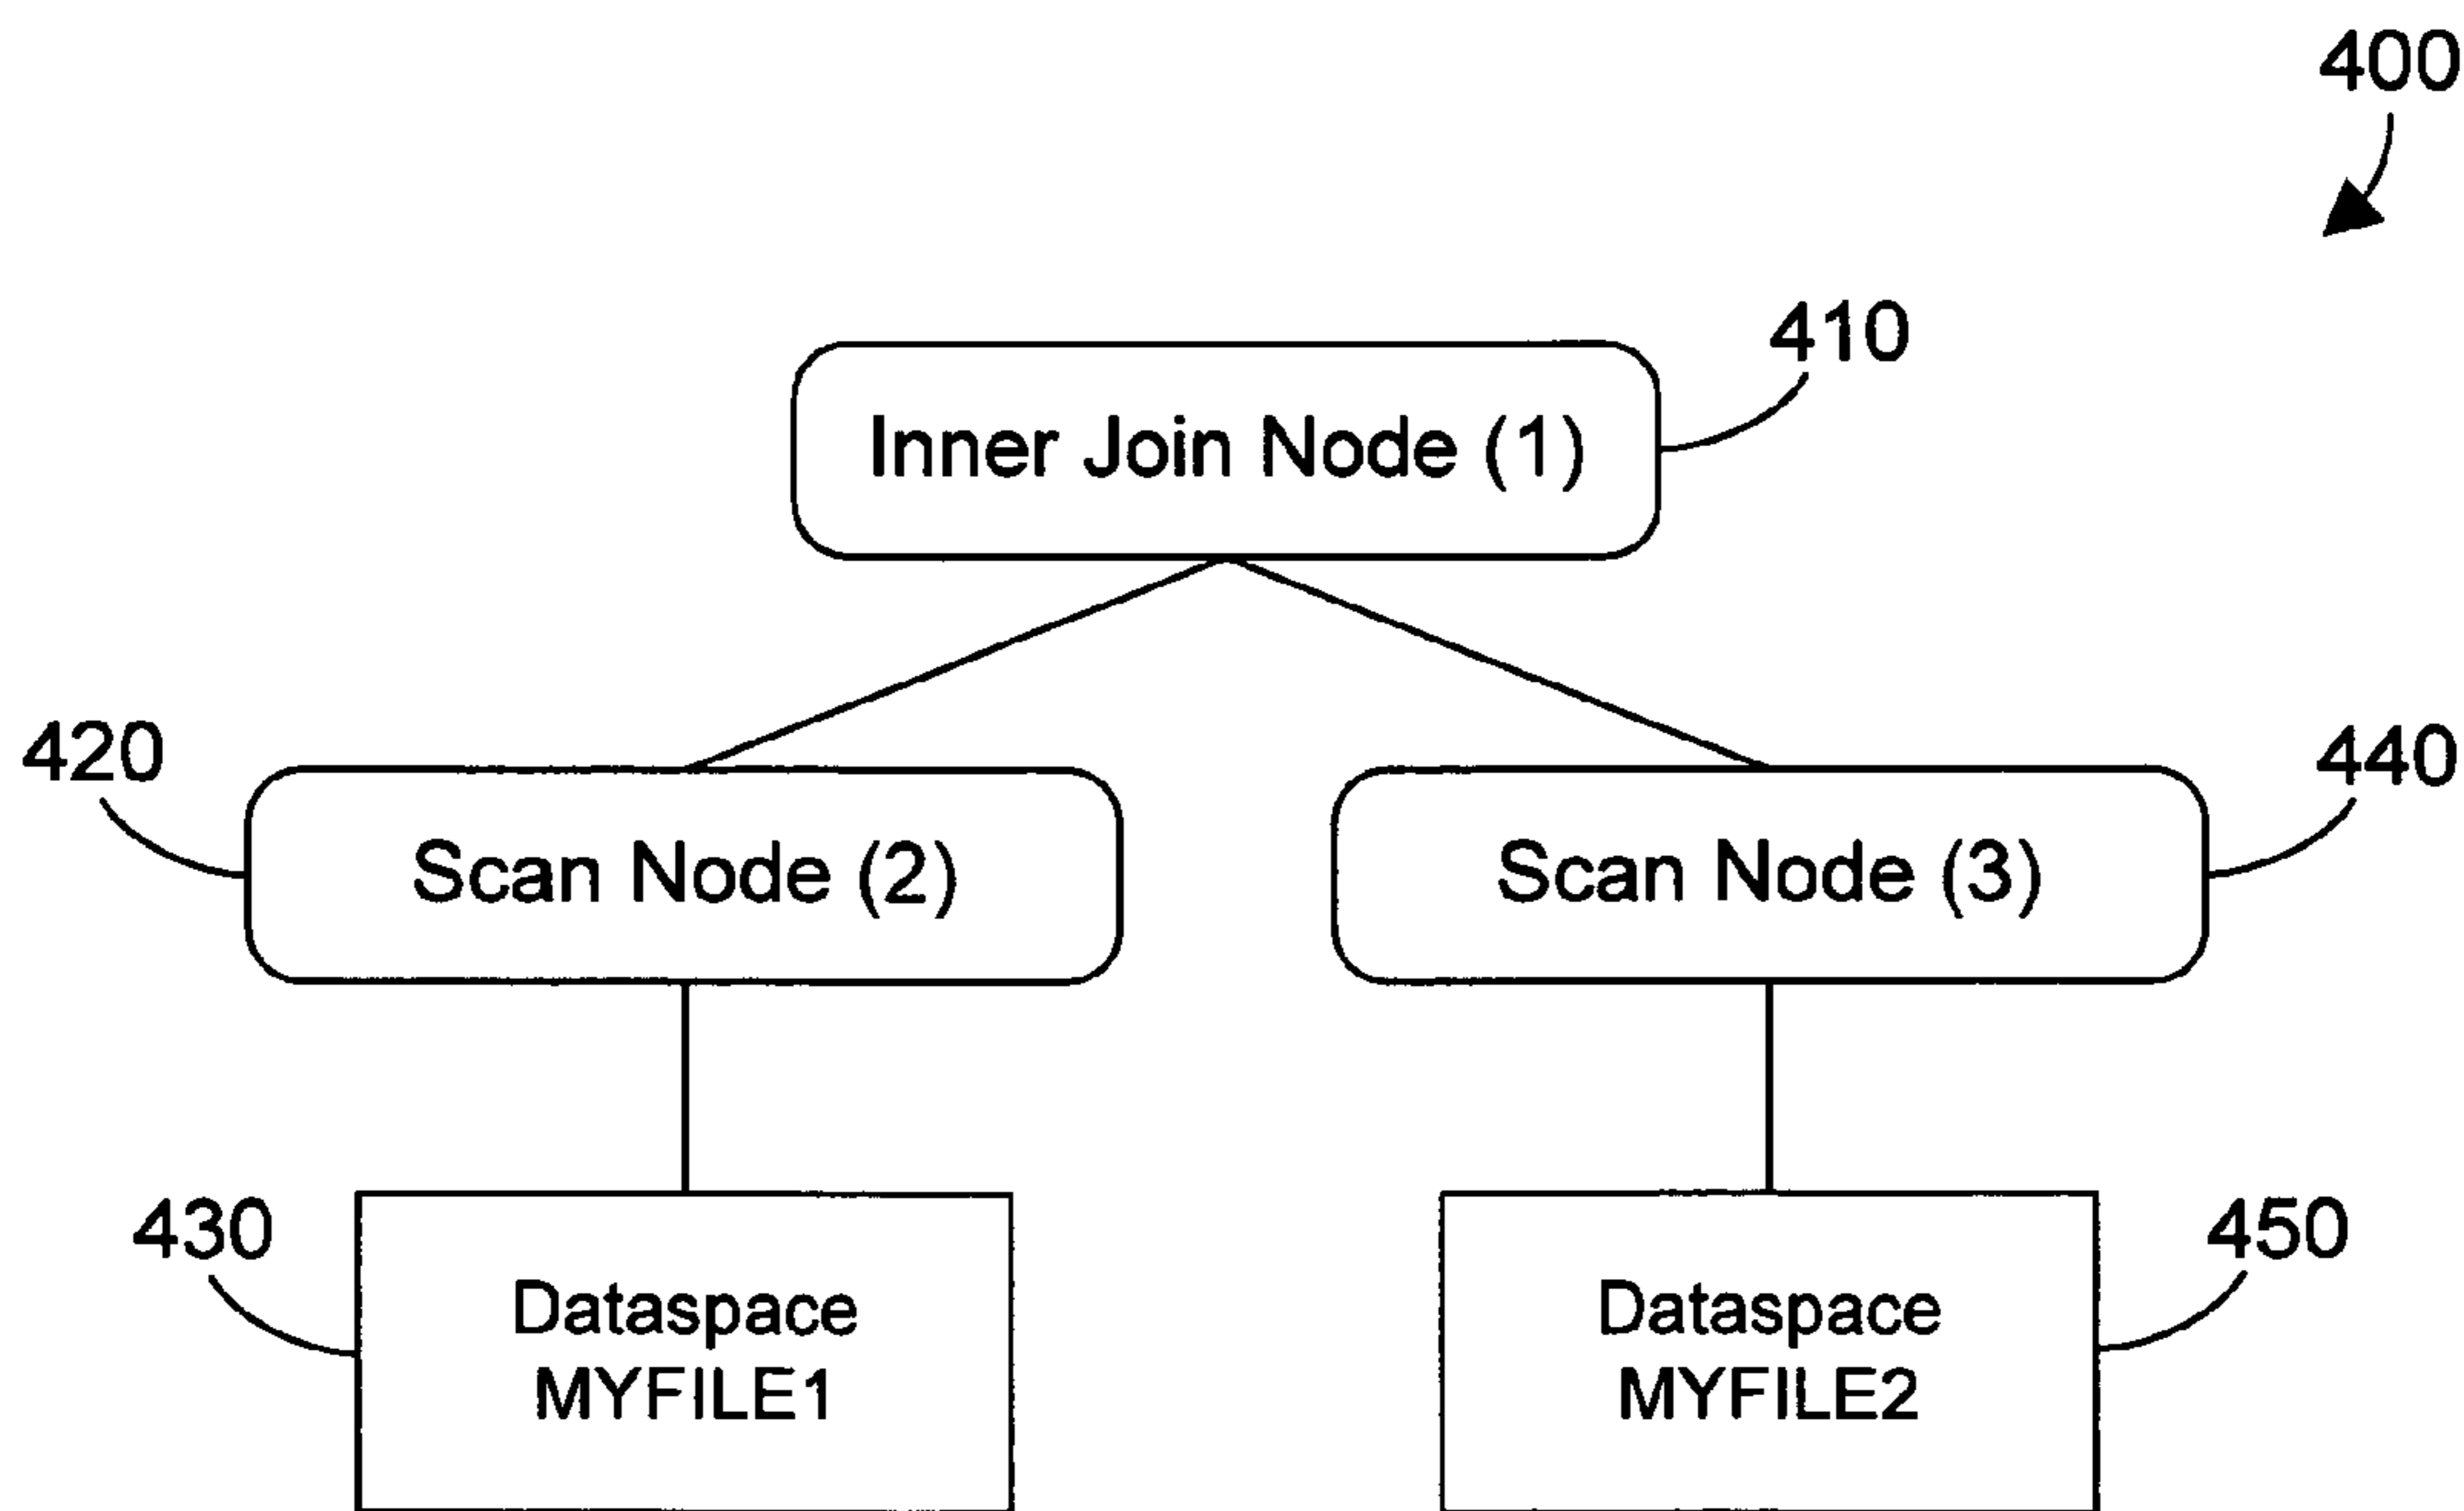 400
410
Inner Join Node (1)
420
440
Scan Node (2)
Scan Node (3)
430
450
Dataspace
MYFILE1
Dataspace
MYFILE2